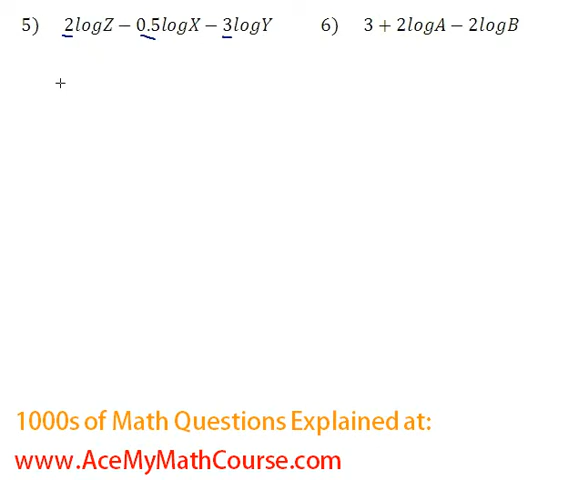 5) 2logZ − 0.5logX − 3logY
6) 3 + 2logA − 2logB
1000s of Math Questions Explained at:
www.AceMyMathCourse.com